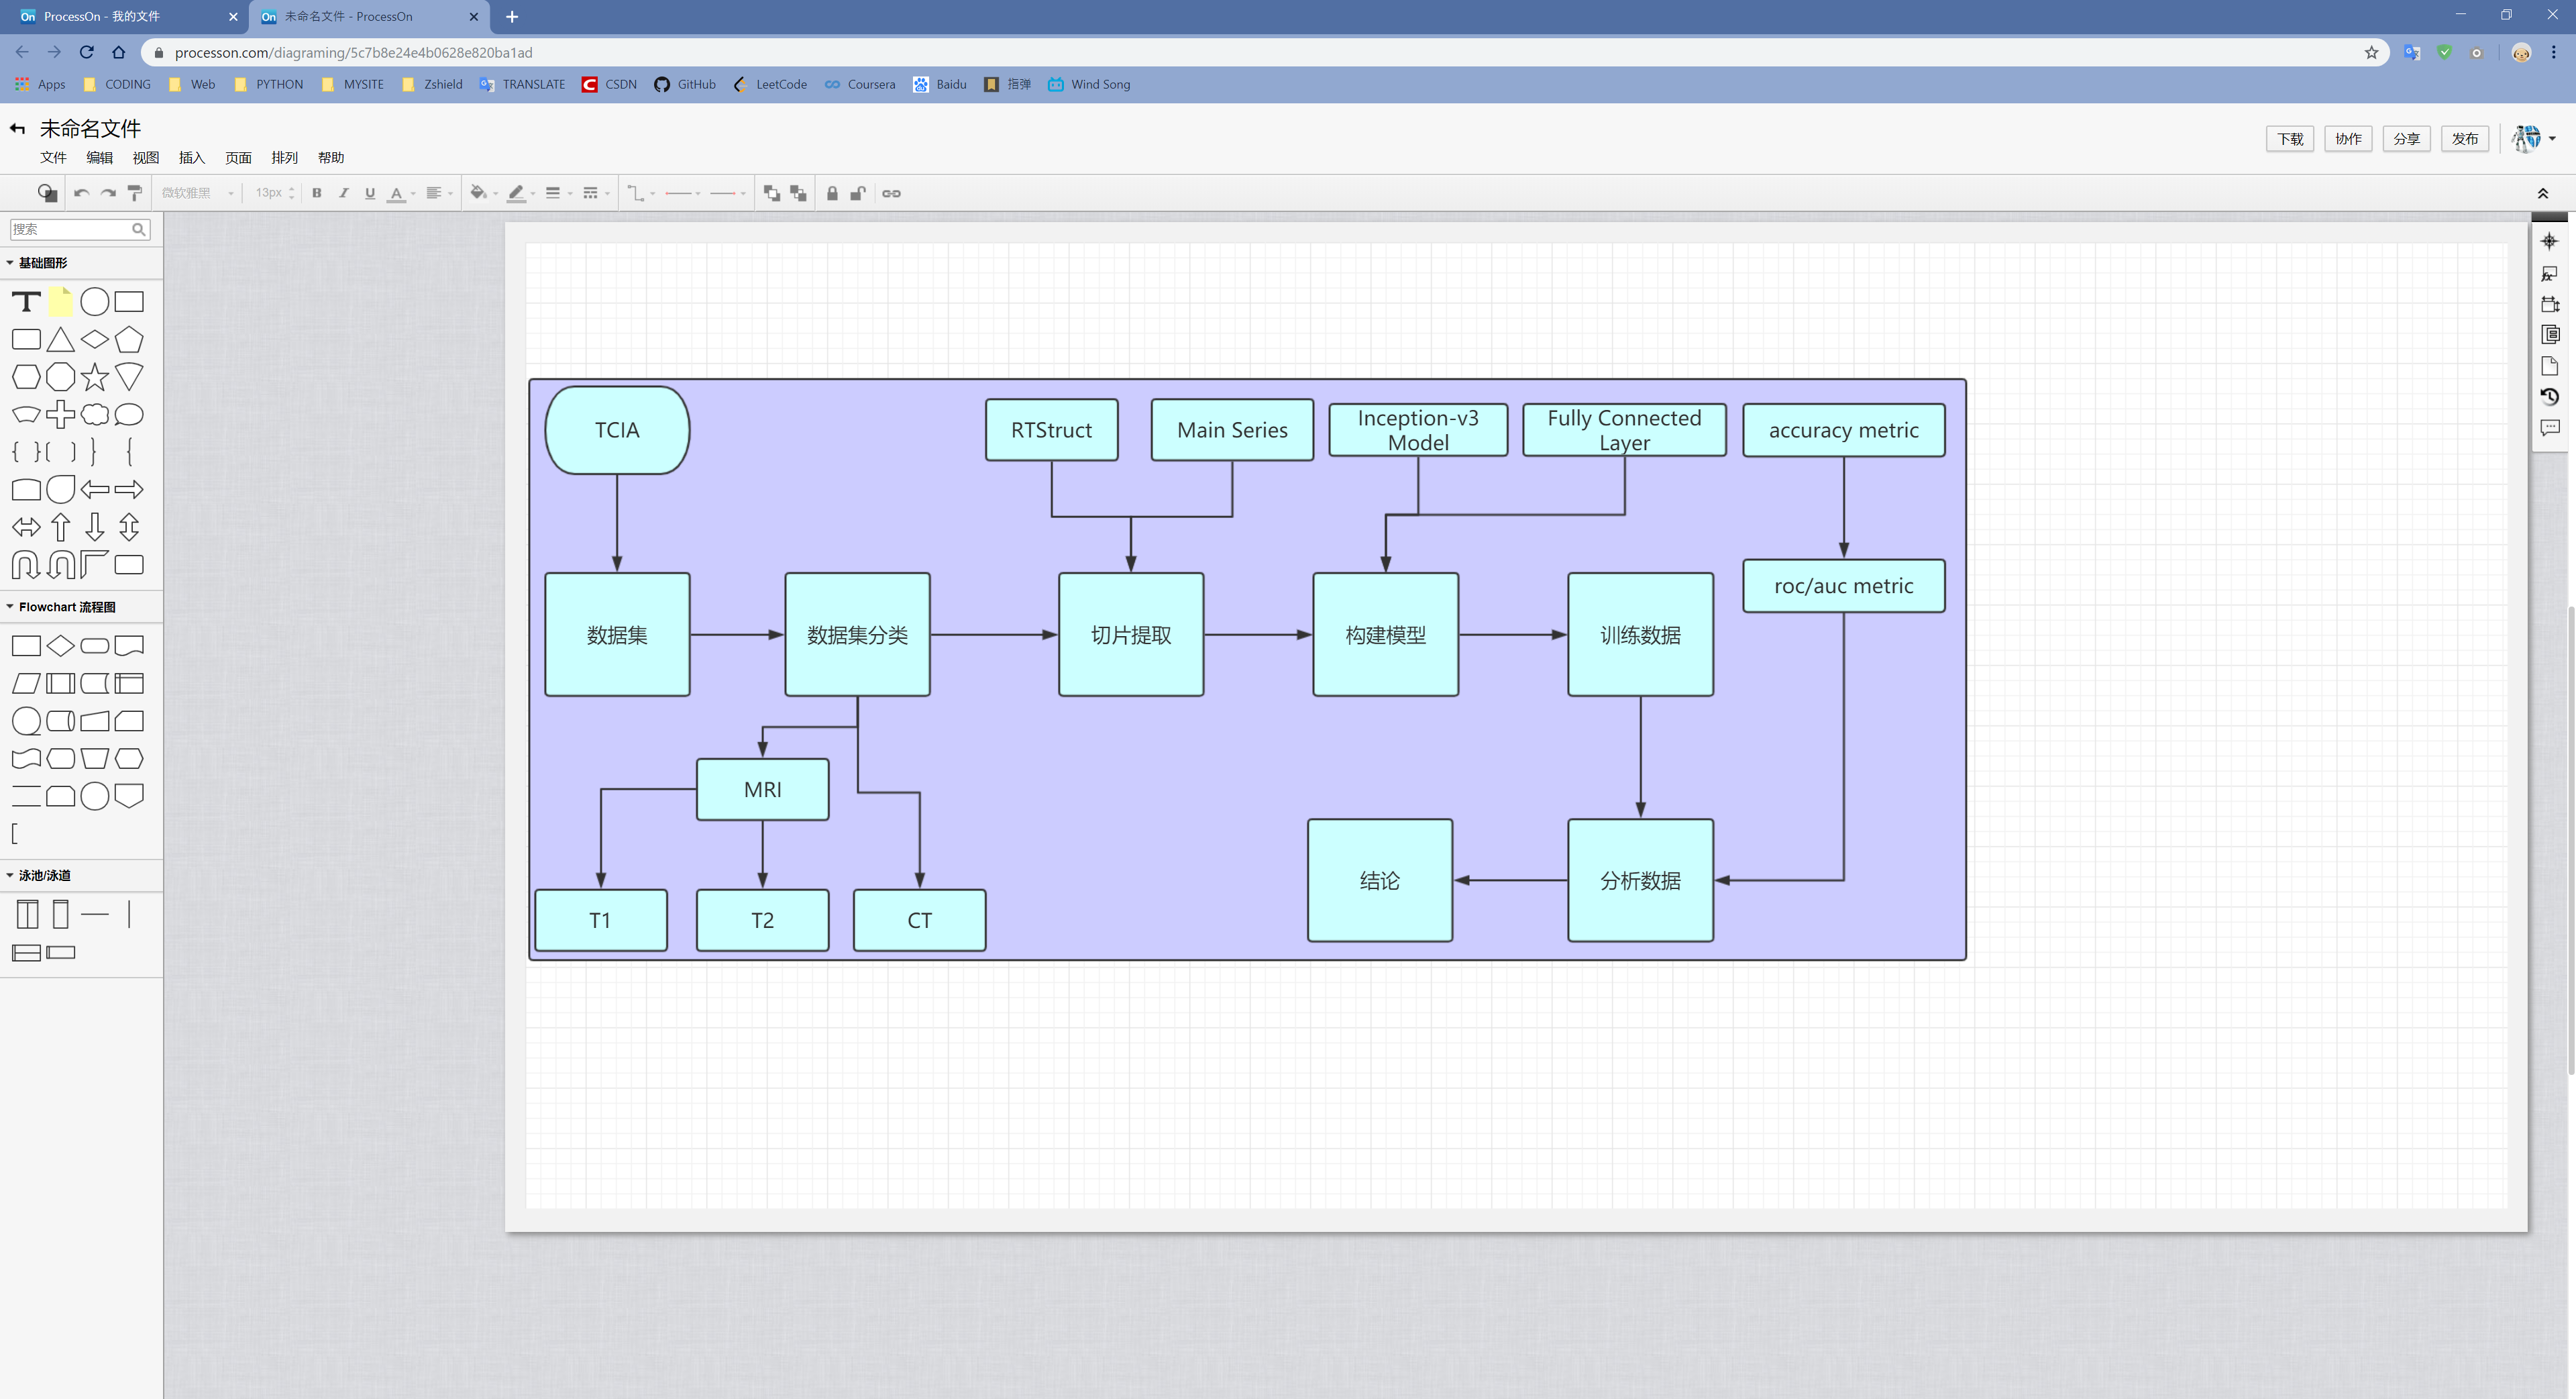 ProcessOn - 我的文件
未命名文件 - ProcessOn
processon.com/diagraming/5c7b8e24e4b0628e820ba1ad
Apps CODING Web PYTHON MYSITE Zshield TRANSLATE CSDN GitHub LeetCode Coursera Baidu 指弹 Wind Song
未命名文件
文件 编辑 视图 插入 页面 排列 帮助
下载 协作 分享 发布
微软雅黑 13px B I U A
搜索
基础图形
Flowchart 流程图
泳池/泳道
TCIA
RTStruct
Main Series
Inception-v3
Model
Fully Connected
Layer
accuracy metric
roc/auc metric
数据集
数据集分类
切片提取
构建模型
训练数据
MRI
T1
T2
CT
结论
分析数据